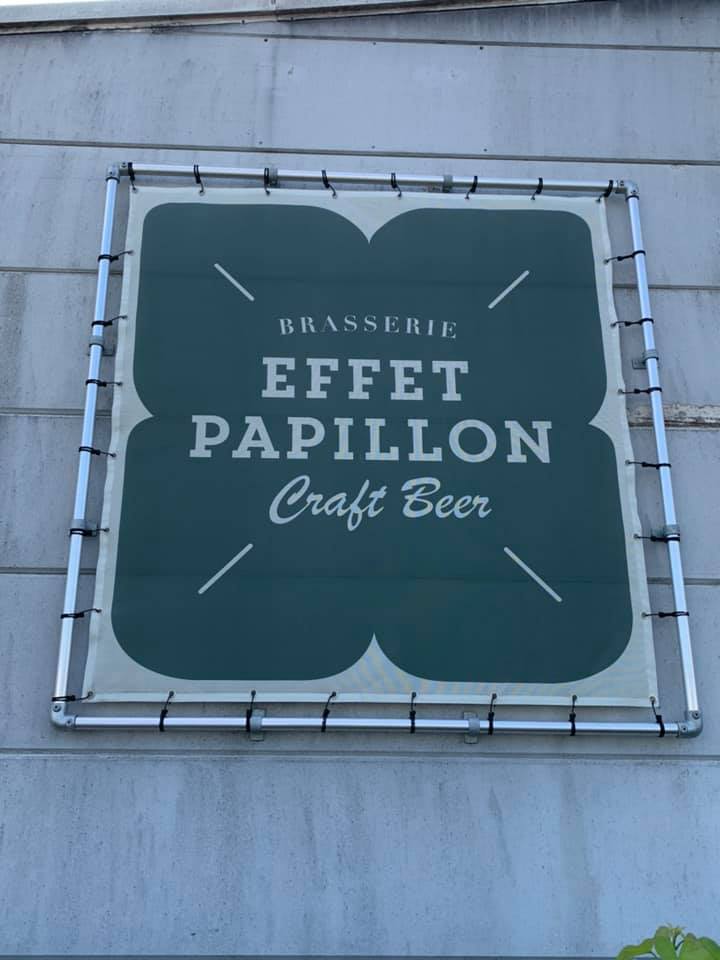 BRASSERIE
EFFET
PAPILLON
Craft Beer